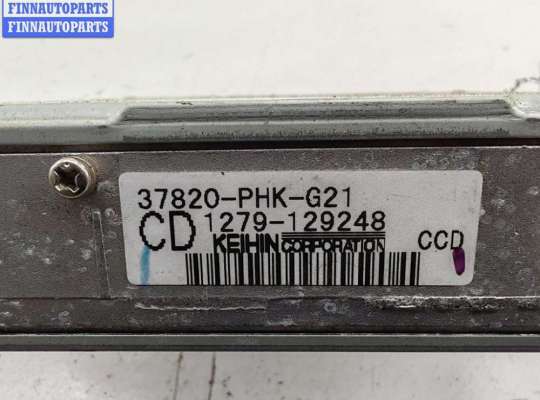 FINNAUTOPARTS
FINNAUTOPARTS
37820-PHK-G21
CD 1279-129248
KEIHIN CORPORATION CCD